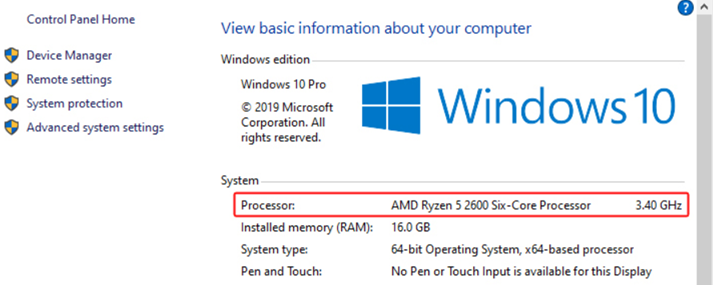 Control Panel Home
Device Manager
Remote settings
System protection
Advanced system settings
?
View basic information about your computer
Windows edition
Windows 10 Pro
© 2019 Microsoft
Corporation. All
rights reserved.
Windows 10
System
Processor: AMD Ryzen 5 2600 Six-Core Processor 3.40 GHz
Installed memory (RAM): 16.0 GB
System type: 64-bit Operating System, x64-based processor
Pen and Touch: No Pen or Touch Input is available for this Display